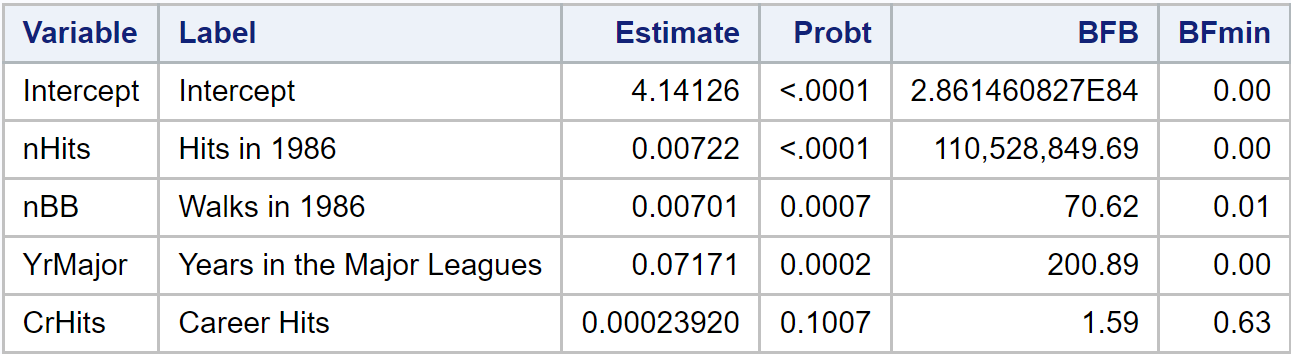 Variable Label Estimate Probt BFB BFmin
Intercept Intercept 4.14126 <.0001 2.861460827E84 0.00
nHits Hits in 1986 0.00722 <.0001 110,528,849.69 0.00
nBB Walks in 1986 0.00701 0.0007 70.62 0.01
YrMajor Years in the Major Leagues 0.07171 0.0002 200.89 0.00
CrHits Career Hits 0.00023920 0.1007 1.59 0.63